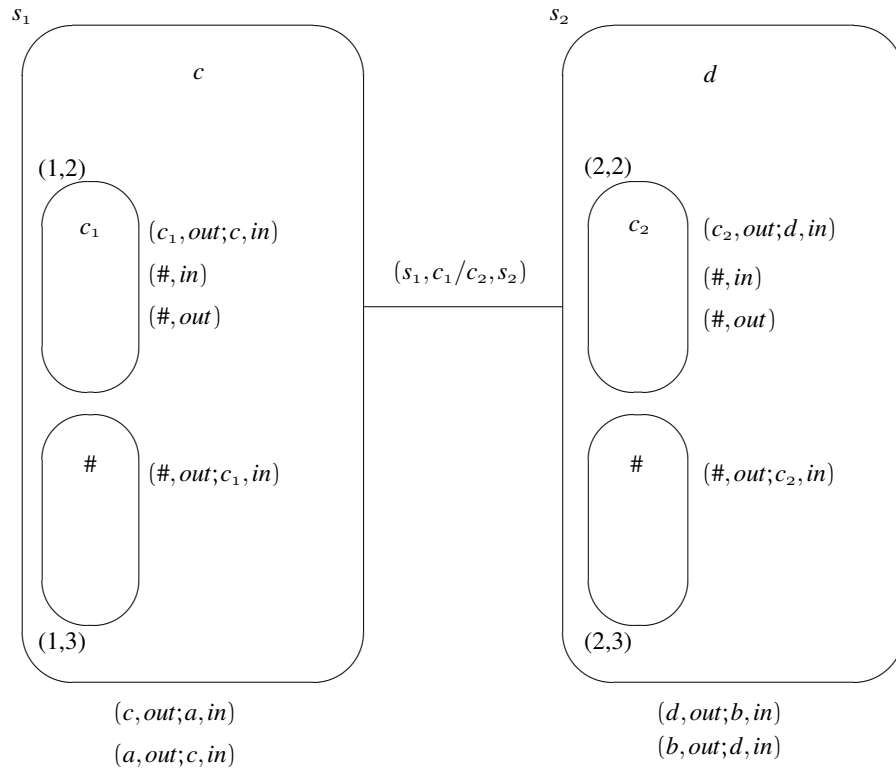 s₁
s₂
c
d
(1,2)
(2,2)
c₁
(c₁,out;c,in)
(#,in)
(#,out)
(s₁,c₁/c₂,s₂)
c₂
(c₂,out;d,in)
(#,in)
(#,out)
#
(#,out;c₁,in)
#
(#,out;c₂,in)
(1,3)
(2,3)
(c,out;a,in)
(a,out;c,in)
(d,out;b,in)
(b,out;d,in)